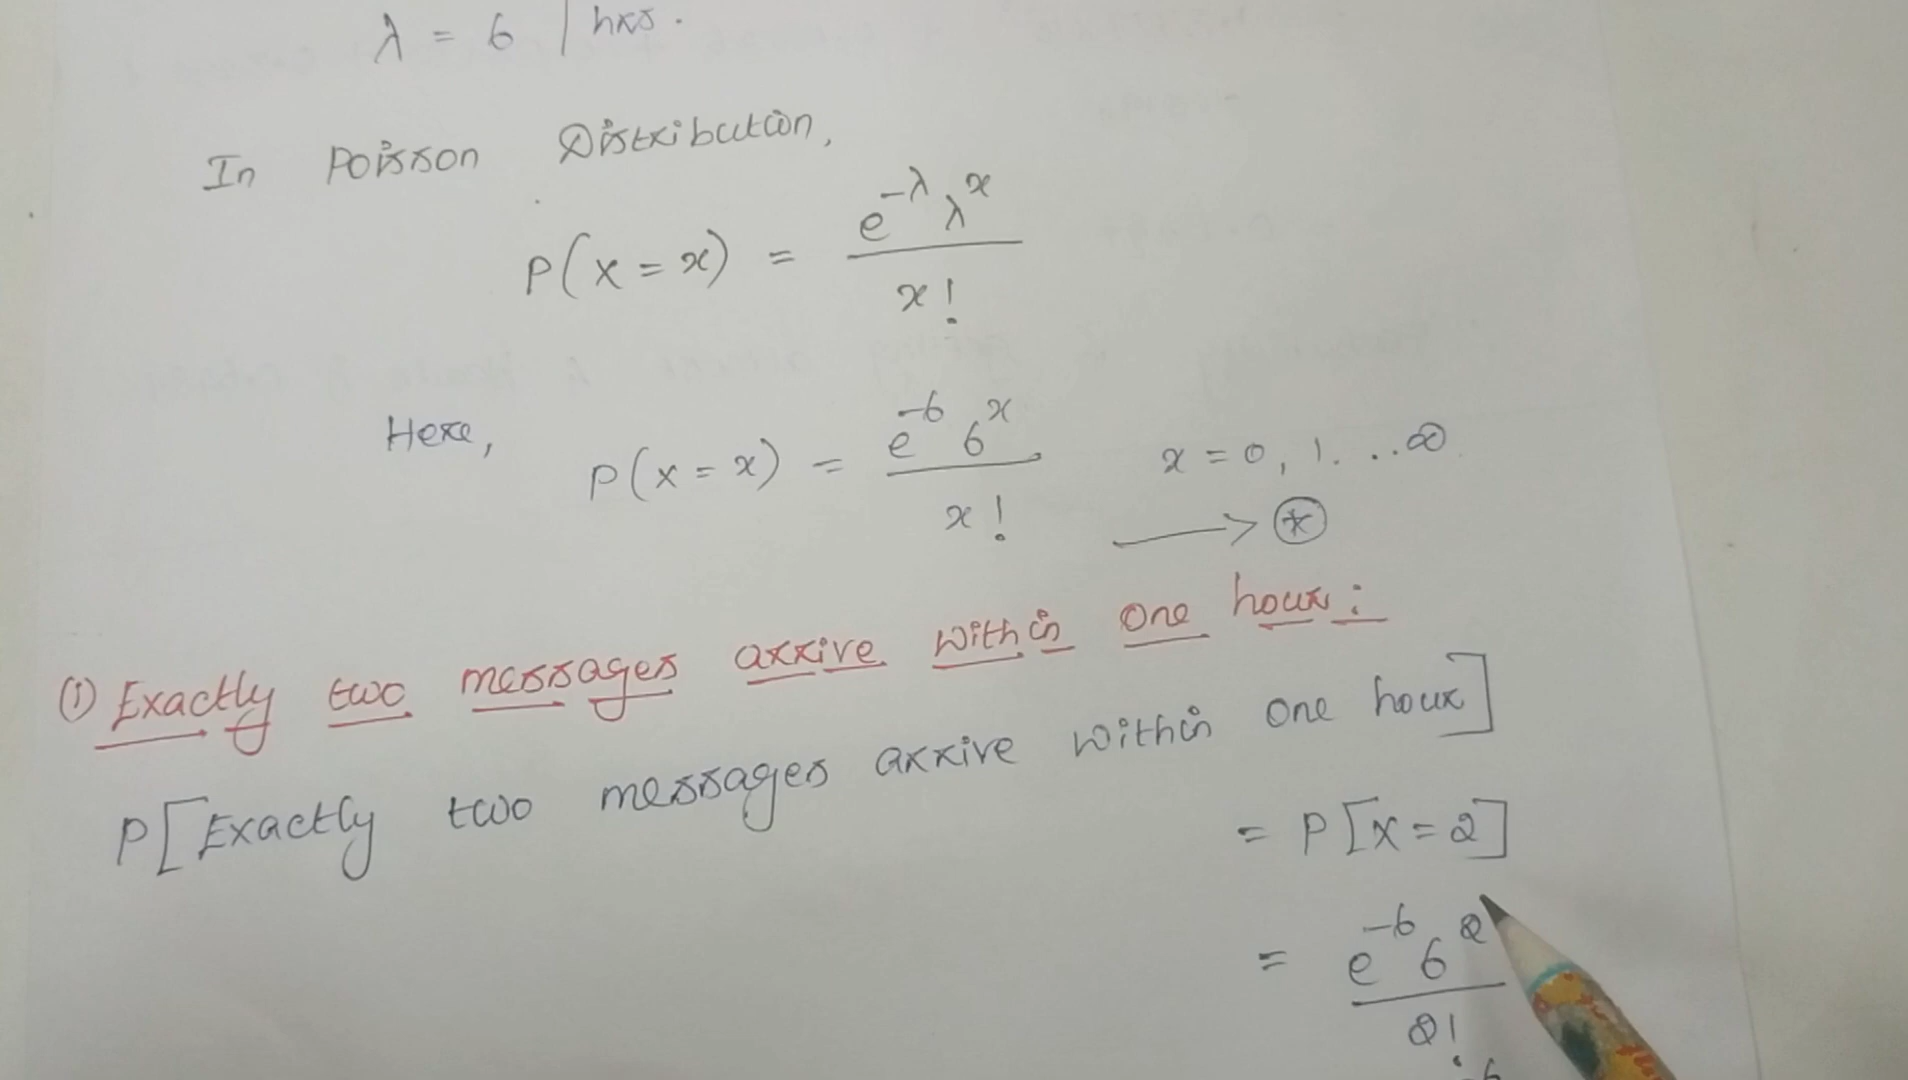 λ = 6 / hrs.
In Poisson Distribution,
P(X = x) = e^{-λ} λ^x / x!
Here, P(X = x) = e^{-6} 6^x / x!   x = 0, 1. . . ∞
⟶ ⊛
(i) Exactly two messages arrive within one hour:
P[Exactly two messages arrive within one hour]
= P[X = 2]
= e^{-6} 6^2 / 2!